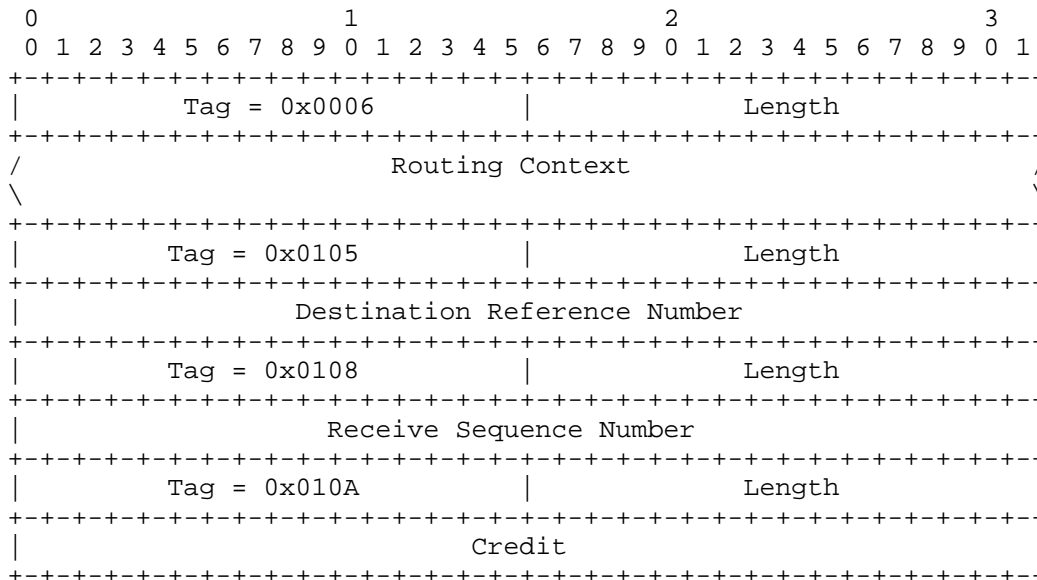 0                   1                   2                   3
0 1 2 3 4 5 6 7 8 9 0 1 2 3 4 5 6 7 8 9 0 1 2 3 4 5 6 7 8 9 0 1
+-+-+-+-+-+-+-+-+-+-+-+-+-+-+-+-+-+-+-+-+-+-+-+-+-+-+-+-+-+-+-+-
|          Tag = 0x0006         |             Length
+-+-+-+-+-+-+-+-+-+-+-+-+-+-+-+-+-+-+-+-+-+-+-+-+-+-+-+-+-+-+-+-
/                       Routing Context                         /
\                                                               \
+-+-+-+-+-+-+-+-+-+-+-+-+-+-+-+-+-+-+-+-+-+-+-+-+-+-+-+-+-+-+-+-
|         Tag = 0x0105          |             Length
+-+-+-+-+-+-+-+-+-+-+-+-+-+-+-+-+-+-+-+-+-+-+-+-+-+-+-+-+-+-+-+-
|                 Destination Reference Number
+-+-+-+-+-+-+-+-+-+-+-+-+-+-+-+-+-+-+-+-+-+-+-+-+-+-+-+-+-+-+-+-
|         Tag = 0x0108          |             Length
+-+-+-+-+-+-+-+-+-+-+-+-+-+-+-+-+-+-+-+-+-+-+-+-+-+-+-+-+-+-+-+-
|                   Receive Sequence Number
+-+-+-+-+-+-+-+-+-+-+-+-+-+-+-+-+-+-+-+-+-+-+-+-+-+-+-+-+-+-+-+-
|         Tag = 0x010A          |             Length
+-+-+-+-+-+-+-+-+-+-+-+-+-+-+-+-+-+-+-+-+-+-+-+-+-+-+-+-+-+-+-+-
|                            Credit
+-+-+-+-+-+-+-+-+-+-+-+-+-+-+-+-+-+-+-+-+-+-+-+-+-+-+-+-+-+-+-+-